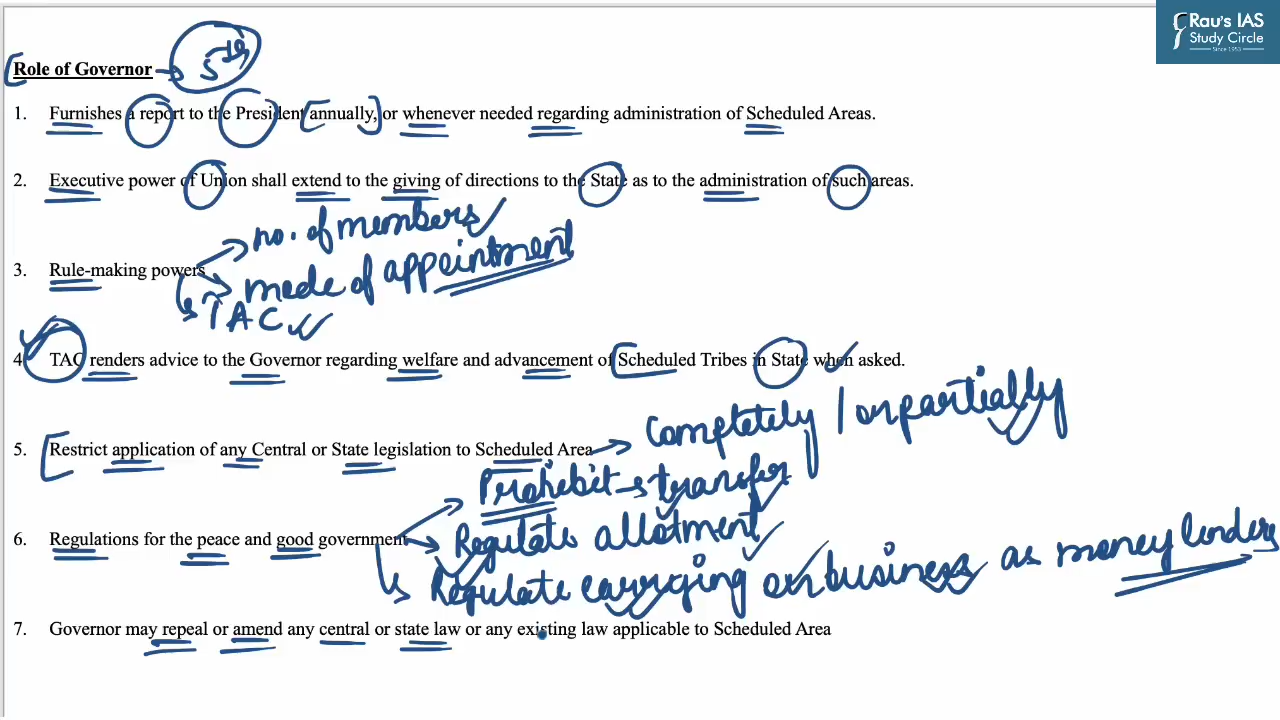 Rau's IAS
Study Circle
Since 1953
Role of Governor → 5th
1. Furnishes a report to the President annually, or whenever needed regarding administration of Scheduled Areas.
2. Executive power of Union shall extend to the giving of directions to the State as to the administration of such areas.
no. of members
3. Rule-making powers
mode of appointment
TAC
4. TAC renders advice to the Governor regarding welfare and advancement of Scheduled Tribes in State when asked.
5. Restrict application of any Central or State legislation to Scheduled Area → Completely / or partially
Prohibit → transfer
6. Regulations for the peace and good government
Regulate allotment
Regulate carrying on business as money lenders
7. Governor may repeal or amend any central or state law or any existing law applicable to Scheduled Area